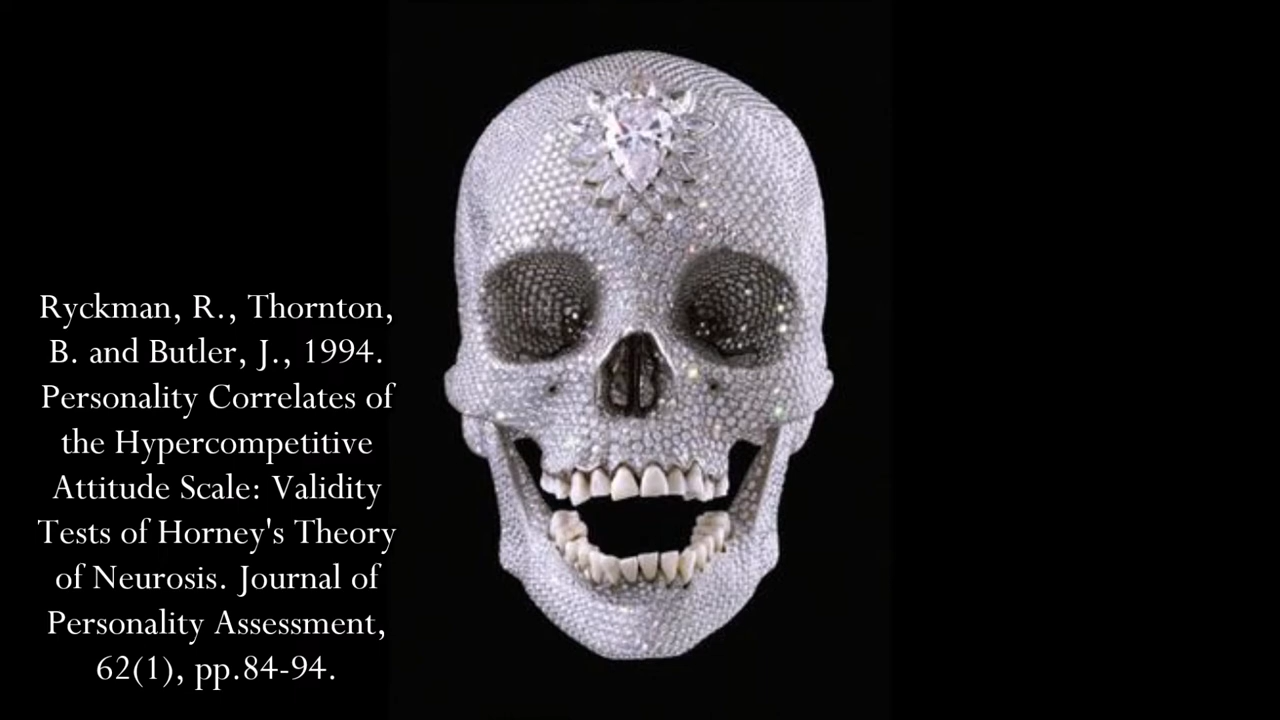 Ryckman, R., Thornton,
B. and Butler, J., 1994.
Personality Correlates of
the Hypercompetitive
Attitude Scale: Validity
Tests of Horney's Theory
of Neurosis. Journal of
Personality Assessment,
62(1), pp.84-94.